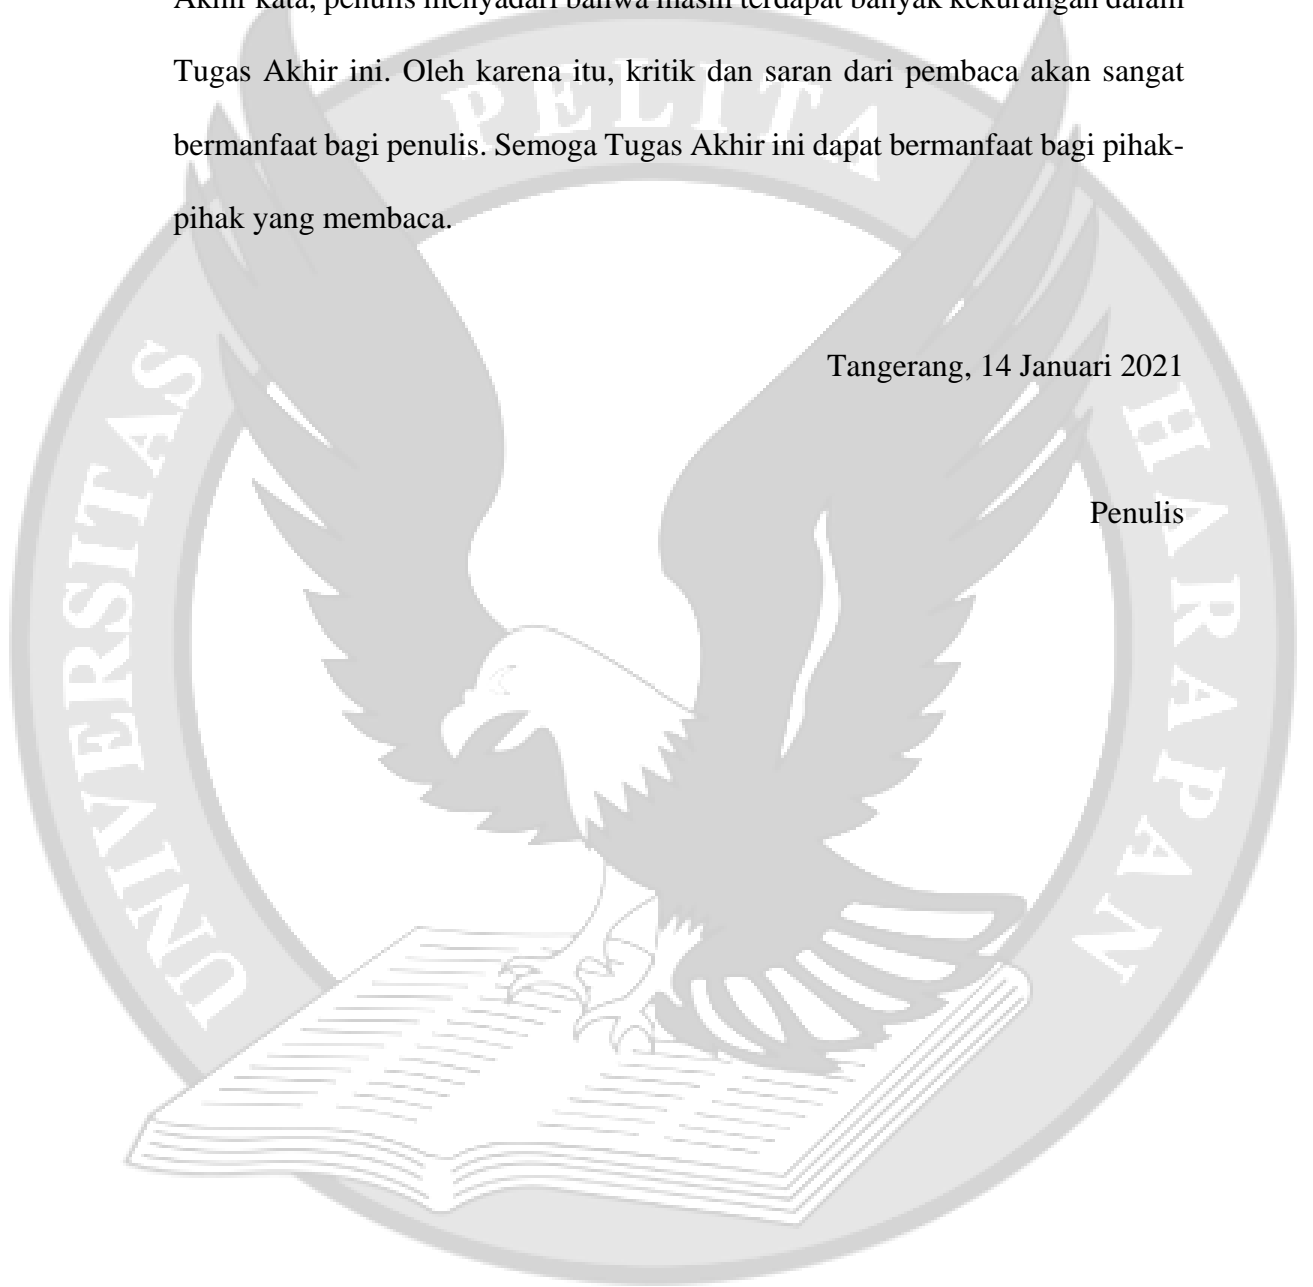 Akhir kata, penulis menyadari bahwa masih terdapat banyak kekurangan dalam
Tugas Akhir ini. Oleh karena itu, kritik dan saran dari pembaca akan sangat
bermanfaat bagi penulis. Semoga Tugas Akhir ini dapat bermanfaat bagi pihak-
pihak yang membaca.
Tangerang, 14 Januari 2021
Penulis
UNIVERSITAS PELITA HARAPAN